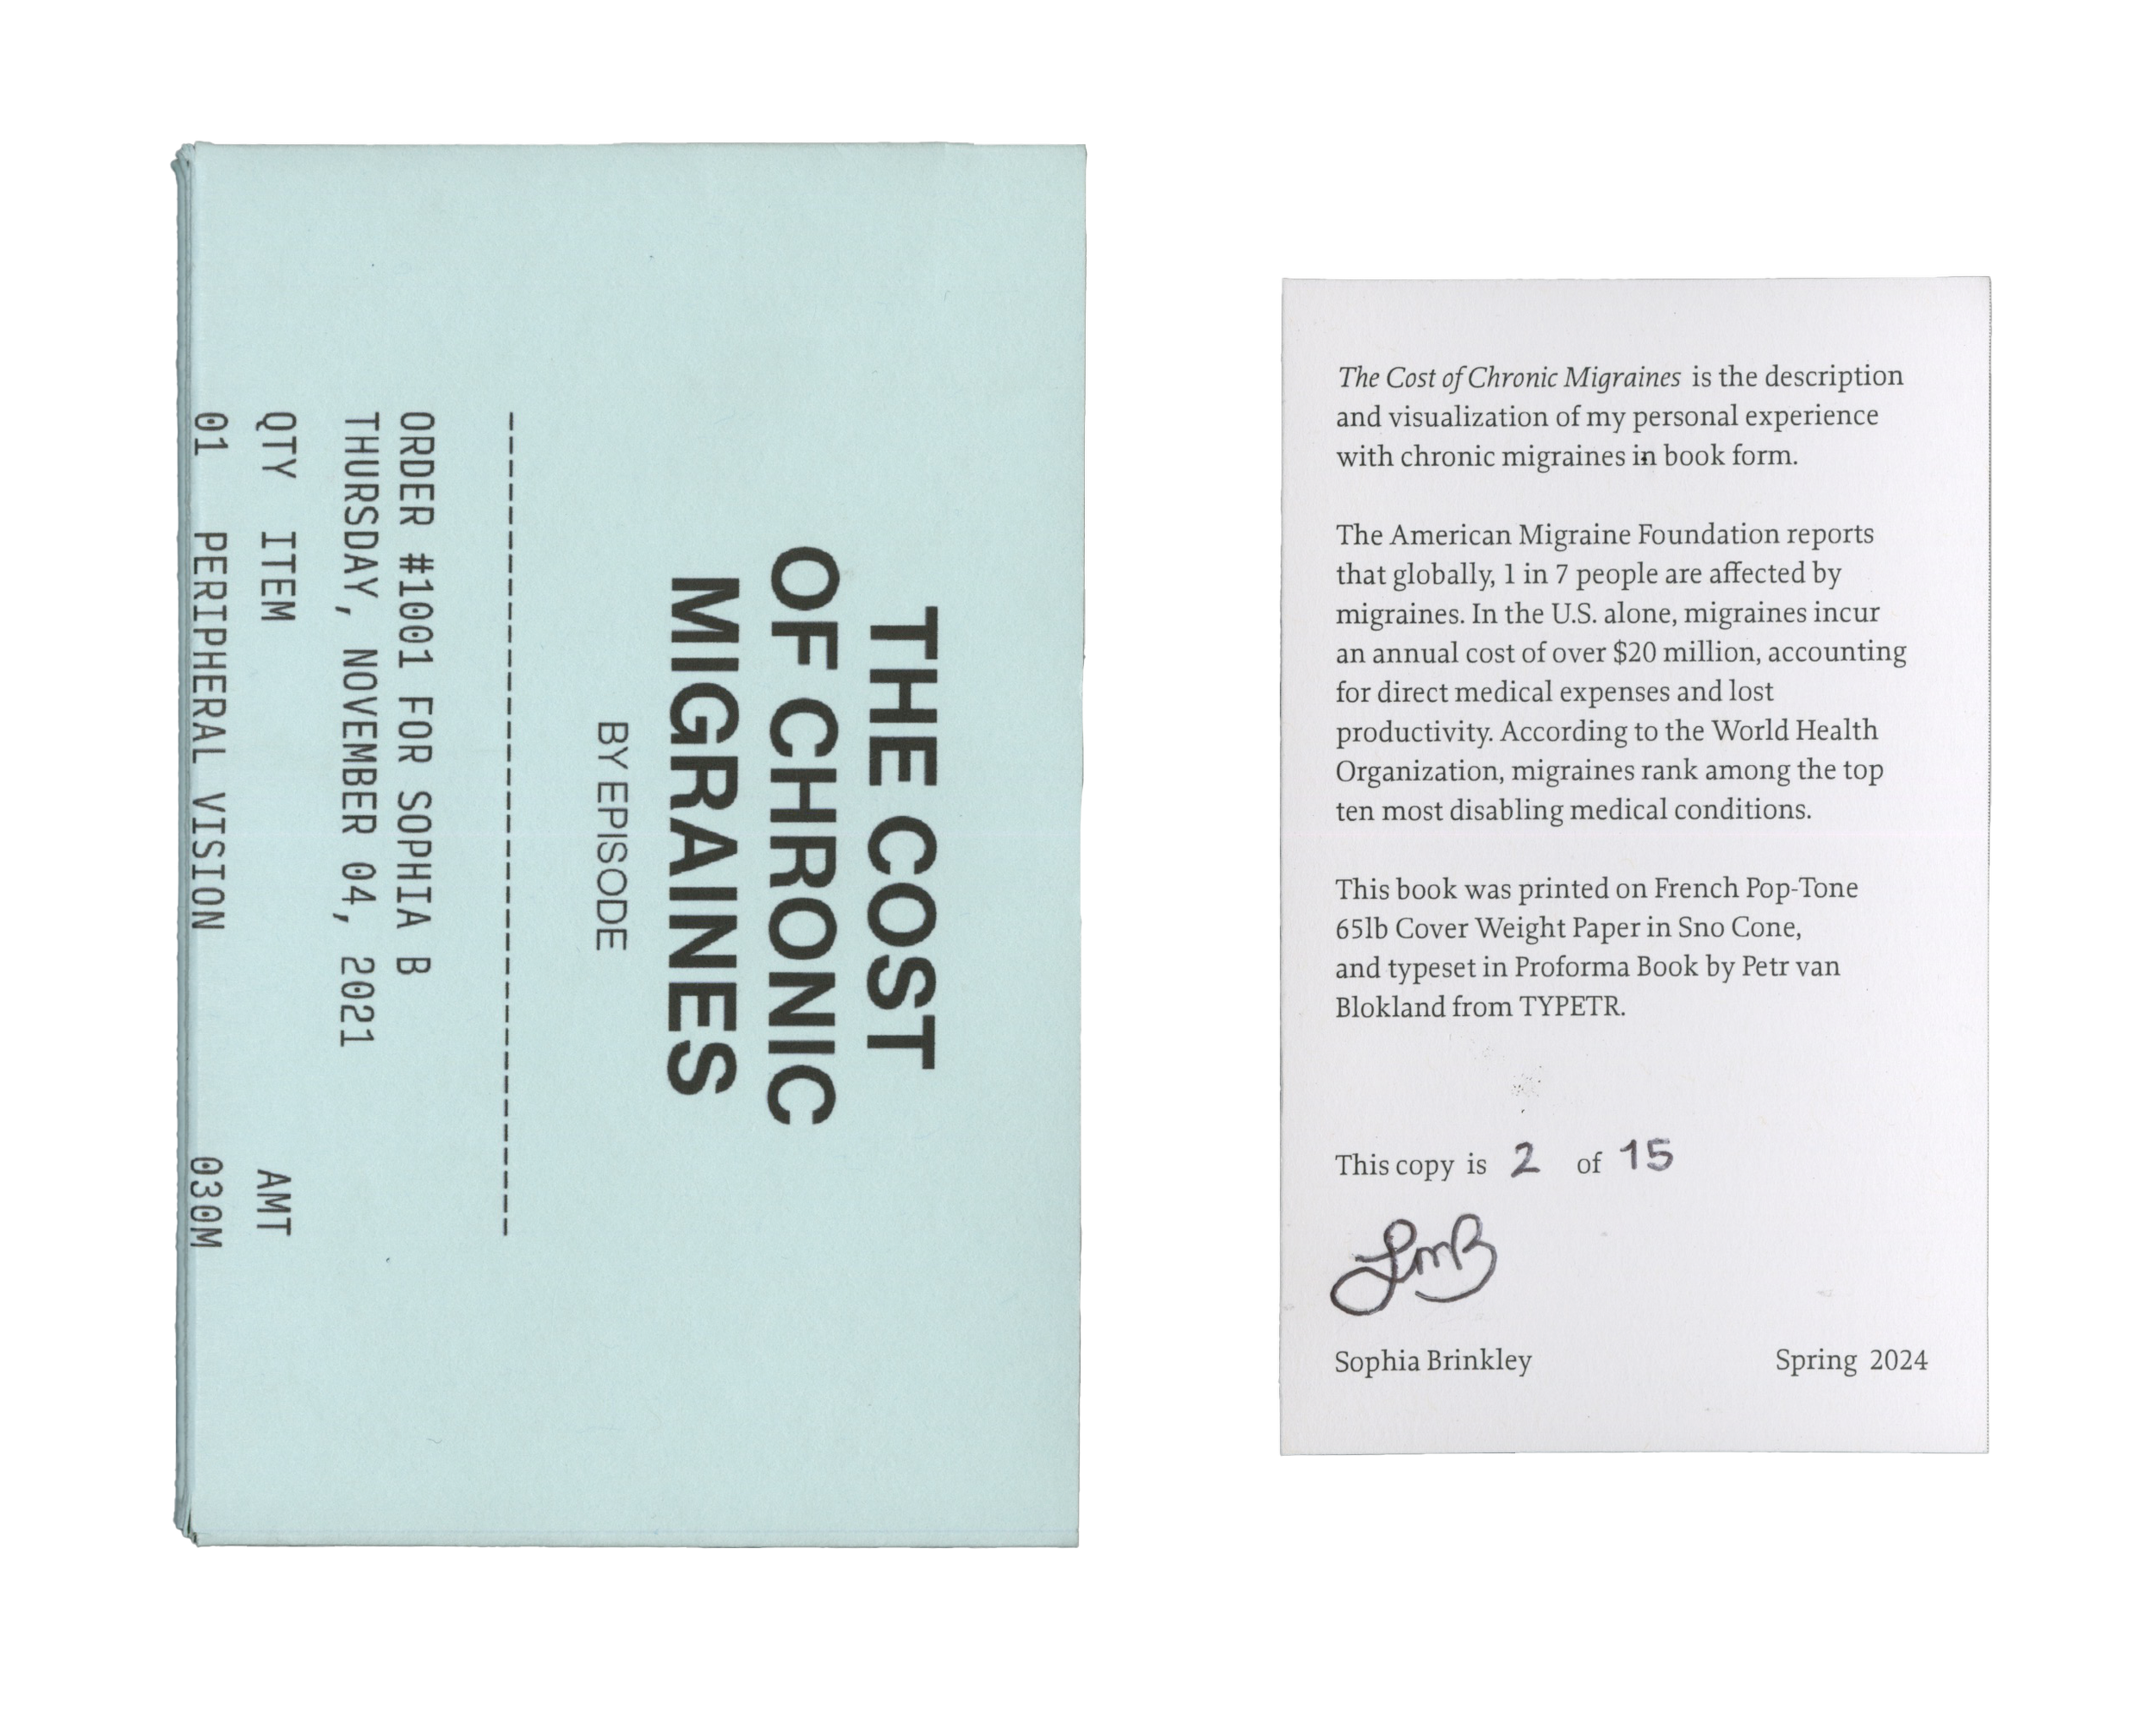 THE COST
OF CHRONIC
MIGRAINES
BY EPISODE
----------------------------------------
ORDER #1001 FOR SOPHIA B
THURSDAY, NOVEMBER 04, 2021
QTY ITEM AMT
01 PERIPHERAL VISION 030M
The Cost of Chronic Migraines is the description
and visualization of my personal experience
with chronic migraines in book form.
The American Migraine Foundation reports
that globally, 1 in 7 people are affected by
migraines. In the U.S. alone, migraines incur
an annual cost of over $20 million, accounting
for direct medical expenses and lost
productivity. According to the World Health
Organization, migraines rank among the top
ten most disabling medical conditions.
This book was printed on French Pop-Tone
65lb Cover Weight Paper in Sno Cone,
and typeset in Proforma Book by Petr van
Blokland from TYPETR.
This copy is 2 of 15
SmB
Sophia Brinkley Spring 2024